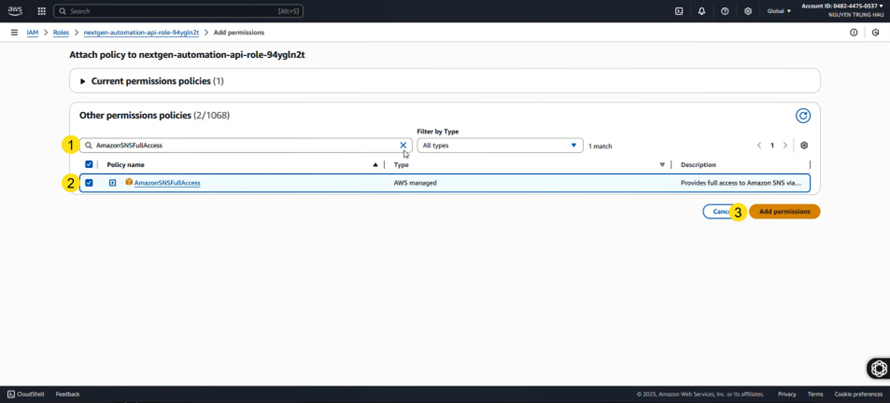 aws Search [Alt+S] Global Account ID: 0482-4475-0537
NGUYEN TRUNG HAU
IAM > Roles > nextgen-automation-api-role-94ygln2t > Add permissions
Attach policy to nextgen-automation-api-role-94ygln2t
Current permissions policies (1)
Other permissions policies (2/1068)
Filter by Type
1 AmazonSNSFullAccess All types 1 match 1
Policy name Type Description
2 AmazonSNSFullAccess AWS managed Provides full access to Amazon SNS via...
3 Add permissions
CloudShell Feedback © 2025, Amazon Web Services, Inc. or its affiliates. Privacy Terms Cookie preferences